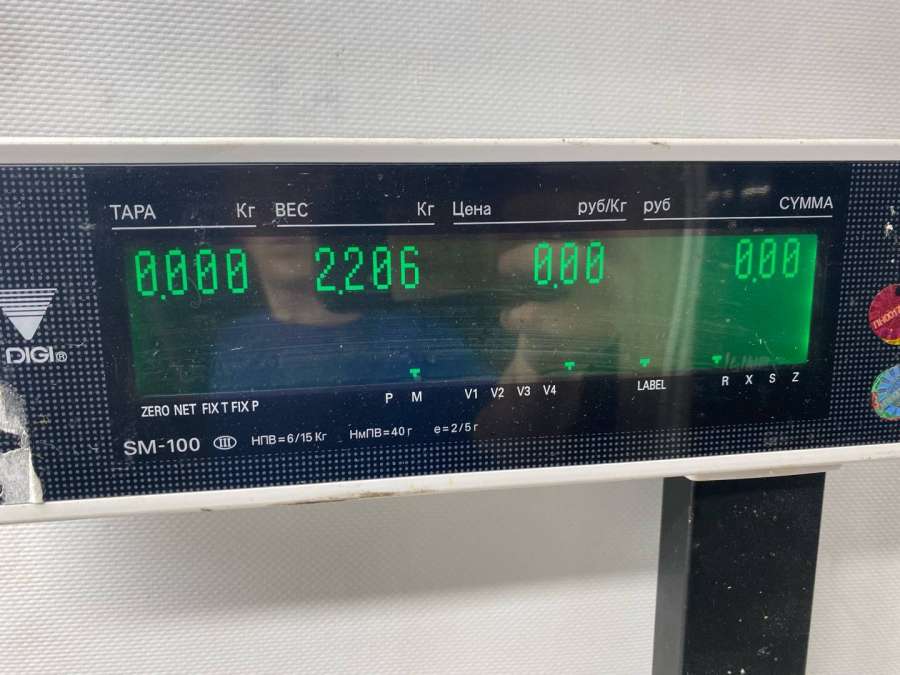 ТАРА Кг ВЕС Кг Цена руб/Кг руб СУММА
0.000 2.206 0.00 0.00
DIGI®
P M V1 V2 V3 V4 LABEL R X S Z
ZERO NET FIX T FIX P
SM-100 III НПВ=6/15 Кг НмПВ=40 г е=2/5 г